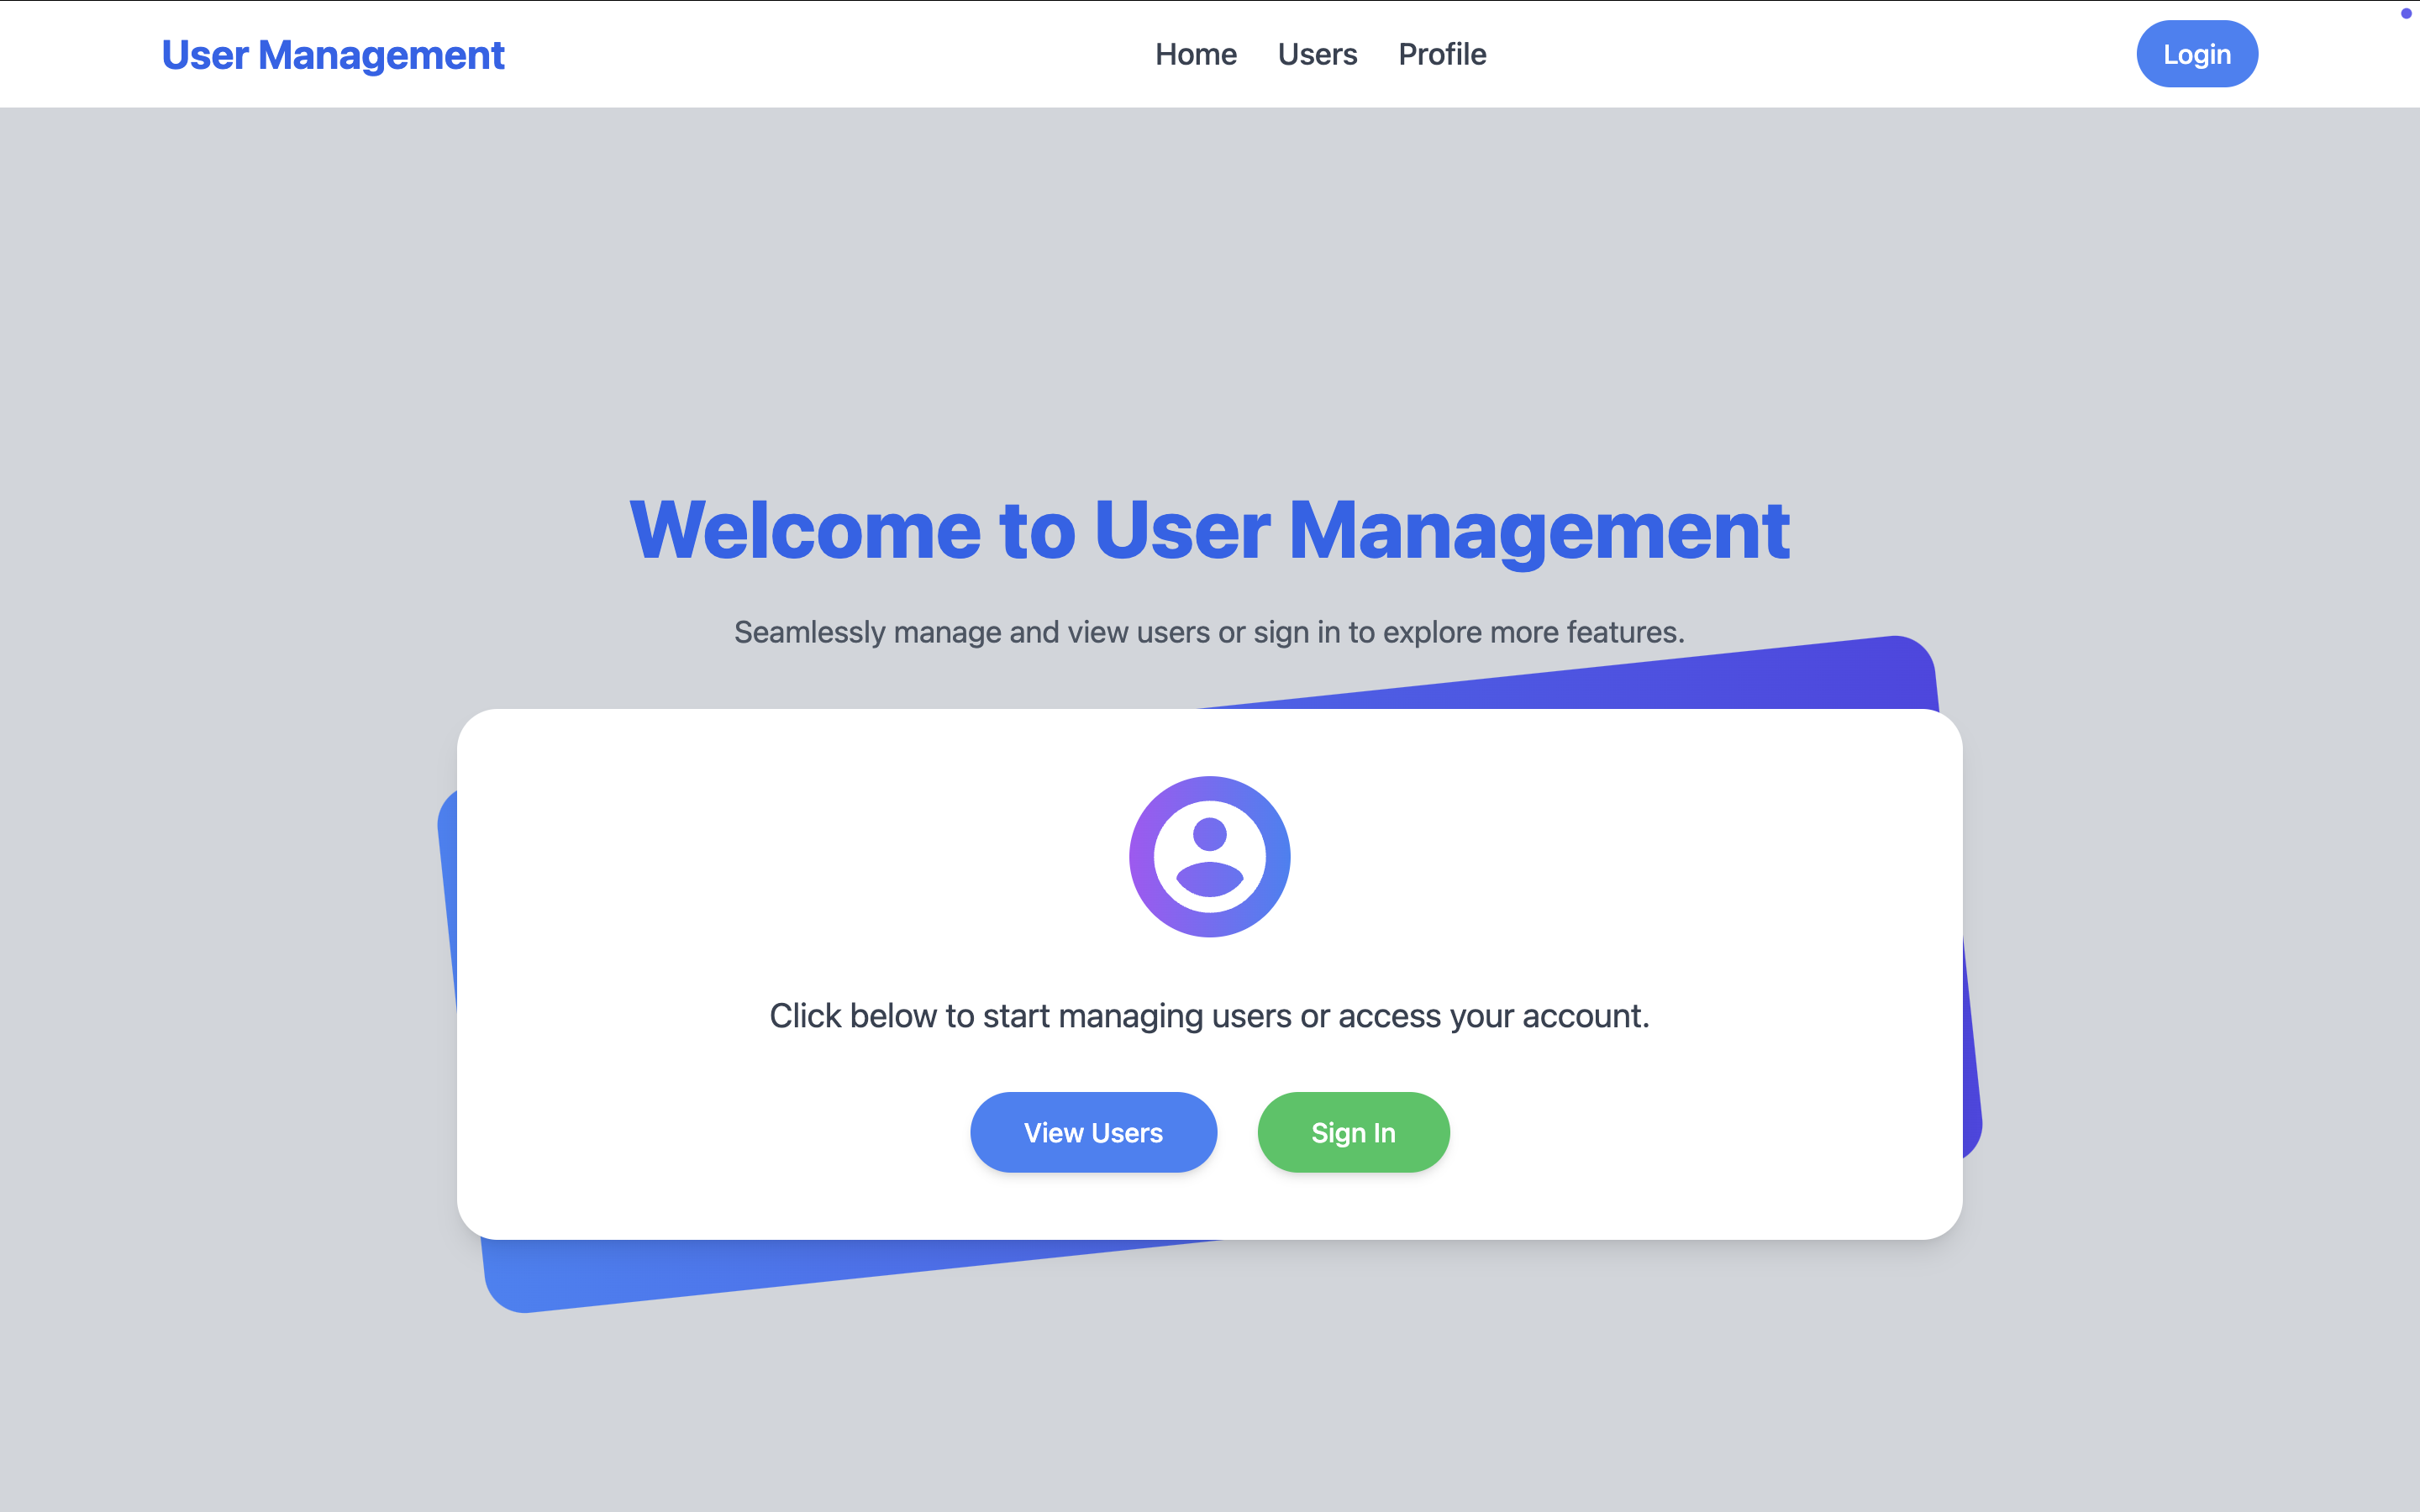 User Management
Home
Users
Profile
Login
Welcome to User Management
Seamlessly manage and view users or sign in to explore more features.
Click below to start managing users or access your account.
View Users
Sign In